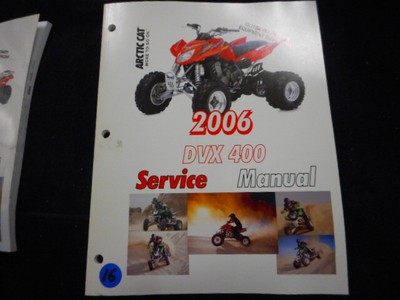 ARCTIC CAT
2006
DVX 400
Service Manual
16